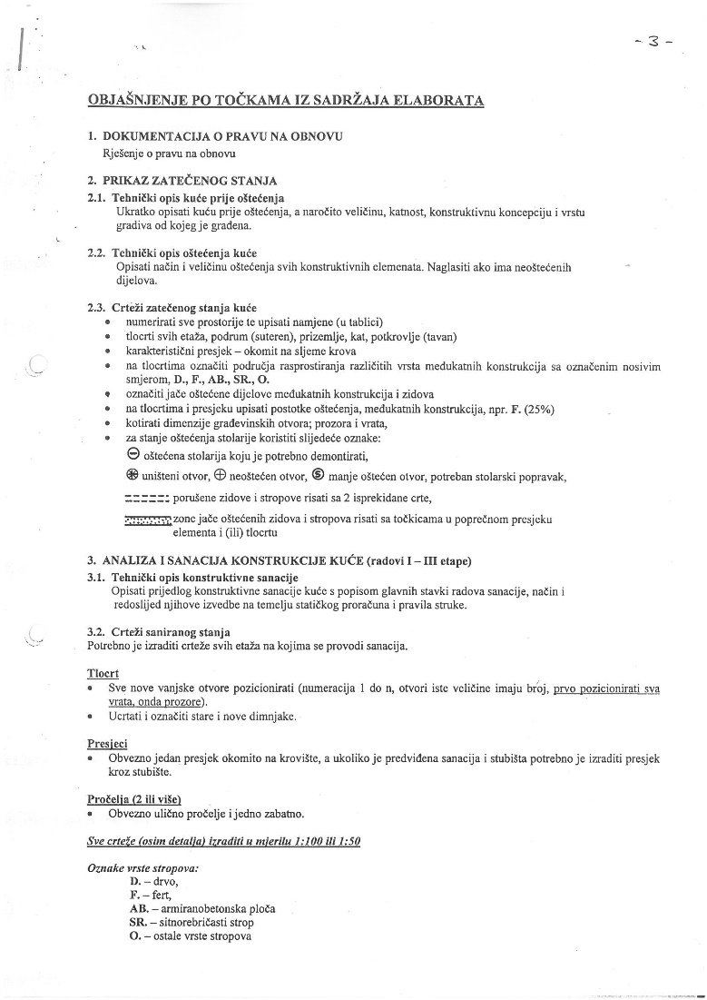 - 3 -
OBJAŠNJENJE PO TOČKAMA IZ SADRŽAJA ELABORATA
1. DOKUMENTACIJA O PRAVU NA OBNOVU
Rješenje o pravu na obnovu
2. PRIKAZ ZATEČENOG STANJA
2.1. Tehnički opis kuće prije oštećenja
Ukratko opisati kuću prije oštećenja, a naročito veličinu, katnost, konstruktivnu koncepciju i vrstu
gradiva od kojeg je građena.
2.2. Tehnički opis oštećenja kuće
Opisati način i veličinu oštećenja svih konstruktivnih elemenata. Naglasiti ako ima neoštećenih
dijelova.
2.3. Crteži zatečenog stanja kuće
• numerirati sve prostorije te upisati namjene (u tablici)
• tlocrti svih etaža, podrum (suteren), prizemlje, kat, potkrovlje (tavan)
• karakteristični presjek – okomit na sljeme krova
• na tlocrtima označiti područja rasprostiranja različitih vrsta međukatnih konstrukcija sa označenim nosivim
smjerom, D., F., AB., SR., O.
• označiti jače oštećene dijelove međukatnih konstrukcija i zidova
• na tlocrtima i presjeku upisati postotke oštećenja, međukatnih konstrukcija, npr. F. (25%)
• kotirati dimenzije građevinskih otvora; prozora i vrata,
• za stanje oštećenja stolarije koristiti slijedeće oznake:
⊖ oštećena stolarija koju je potrebno demontirati,
⊛ uništeni otvor, ⊕ neoštećen otvor, Ⓢ manje oštećen otvor, potreban stolarski popravak,
porušene zidove i stropove risati sa 2 isprekidane crte,
zone jače oštećenih zidova i stropova risati sa točkicama u poprečnom presjeku
elementa i (ili) tlocrtu
3. ANALIZA I SANACIJA KONSTRUKCIJE KUĆE (radovi I – III etape)
3.1. Tehnički opis konstruktivne sanacije
Opisati prijedlog konstruktivne sanacije kuće s popisom glavnih stavki radova sanacije, način i
redoslijed njihove izvedbe na temelju statičkog proračuna i pravila struke.
3.2. Crteži saniranog stanja
Potrebno je izraditi crteže svih etaža na kojima se provodi sanacija.
Tlocrt
• Sve nove vanjske otvore pozicionirati (numeracija 1 do n, otvori iste veličine imaju broj, prvo pozicionirati sva
vrata, onda prozore).
• Ucrtati i označiti stare i nove dimnjake.
Presjeci
• Obvezno jedan presjek okomito na krovište, a ukoliko je predviđena sanacija i stubišta potrebno je izraditi presjek
kroz stubište.
Pročelja (2 ili više)
• Obvezno ulično pročelje i jedno zabatno.
Sve crteže (osim detalja) izraditi u mjerilu 1:100 ili 1:50
Oznake vrste stropova:
D. – drvo,
F. – fert,
AB. – armiranobetonska ploča
SR. – sitnorebričasti strop
O. – ostale vrste stropova